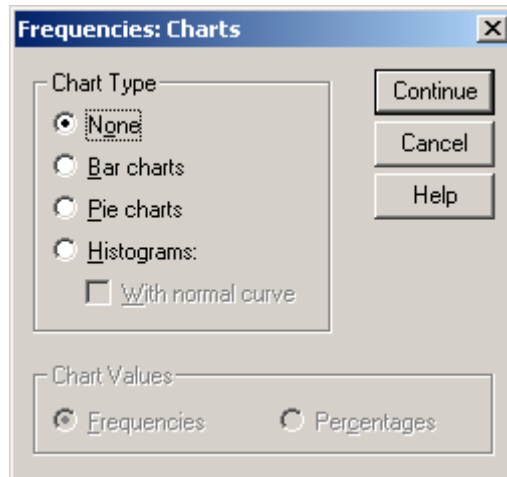 Frequencies: Charts
Chart Type
None
Bar charts
Pie charts
Histograms:
With normal curve
Continue
Cancel
Help
Chart Values
Frequencies Percentages